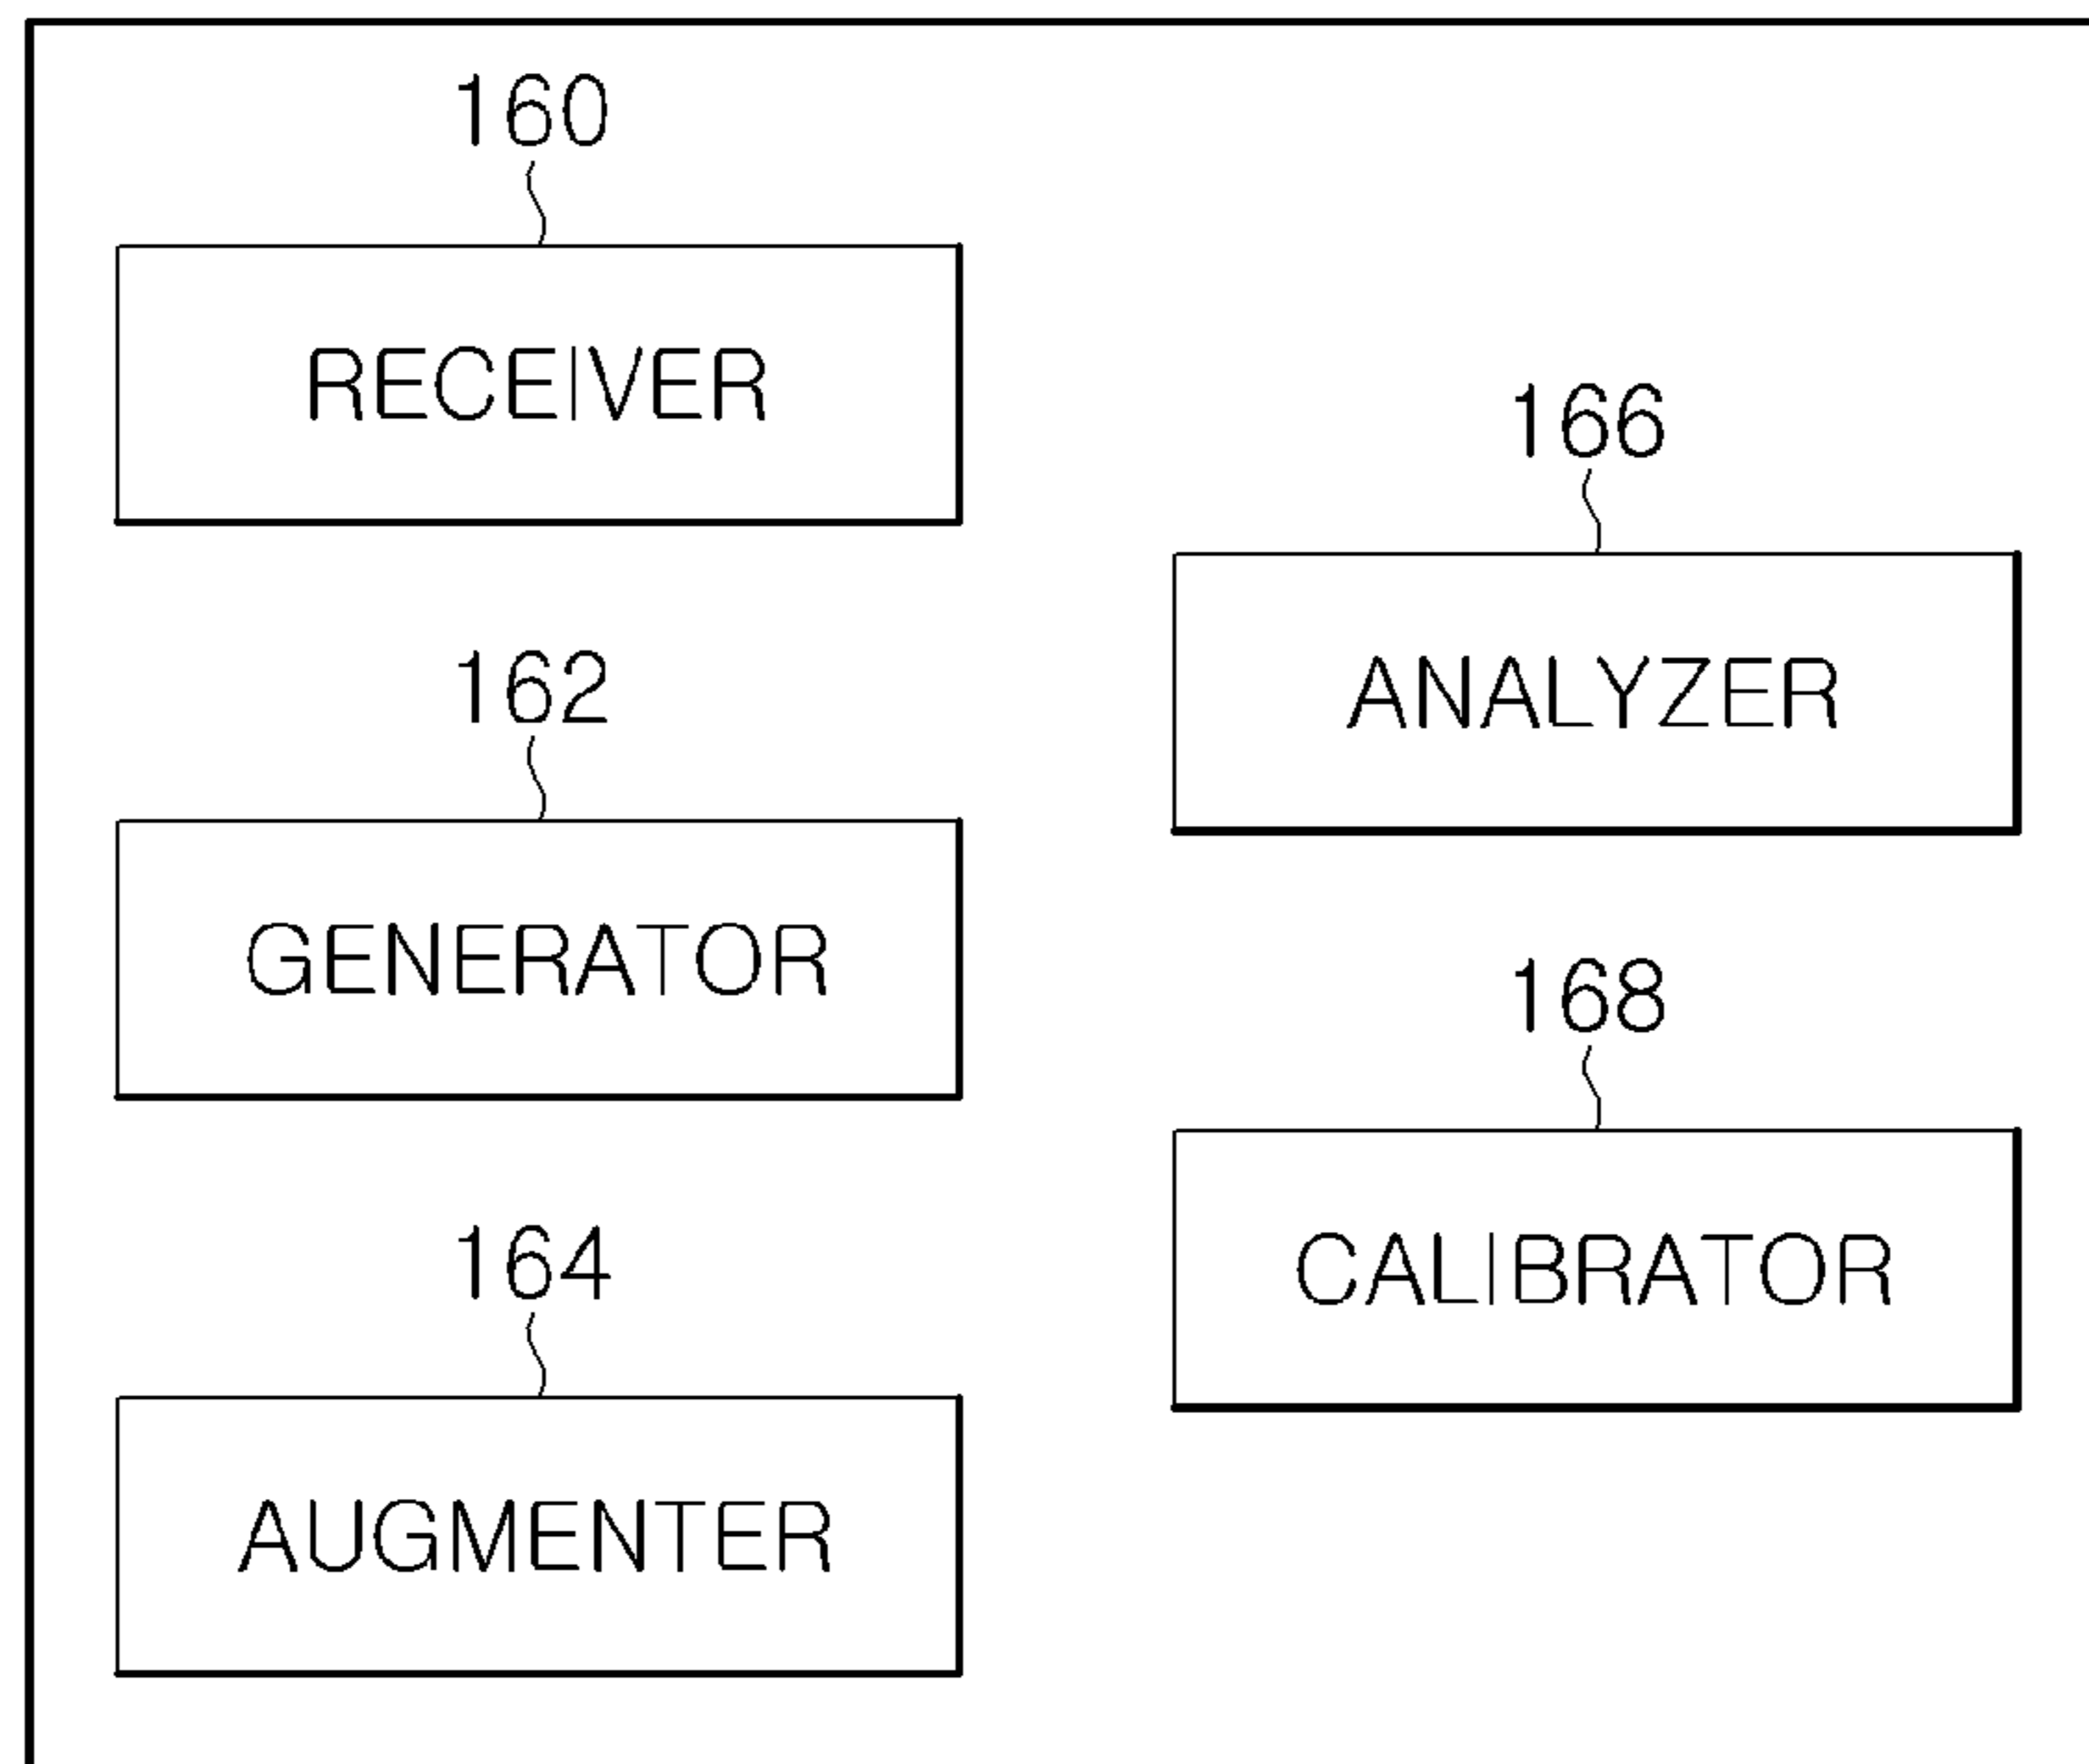 160
RECEIVER
162
GENERATOR
164
AUGMENTER
166
ANALYZER
168
CALIBRATOR